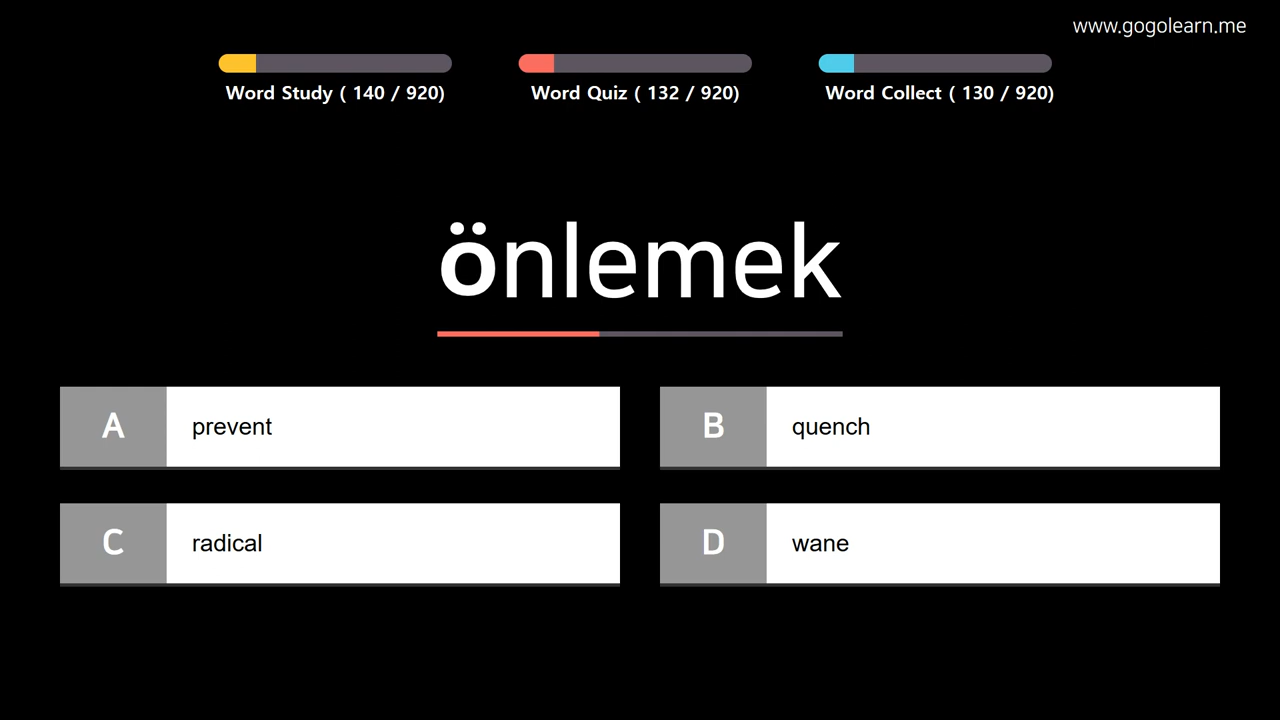 www.gogolearn.me
Word Study ( 140 / 920)
Word Quiz ( 132 / 920)
Word Collect ( 130 / 920)
önlemek
A prevent
B quench
C radical
D wane